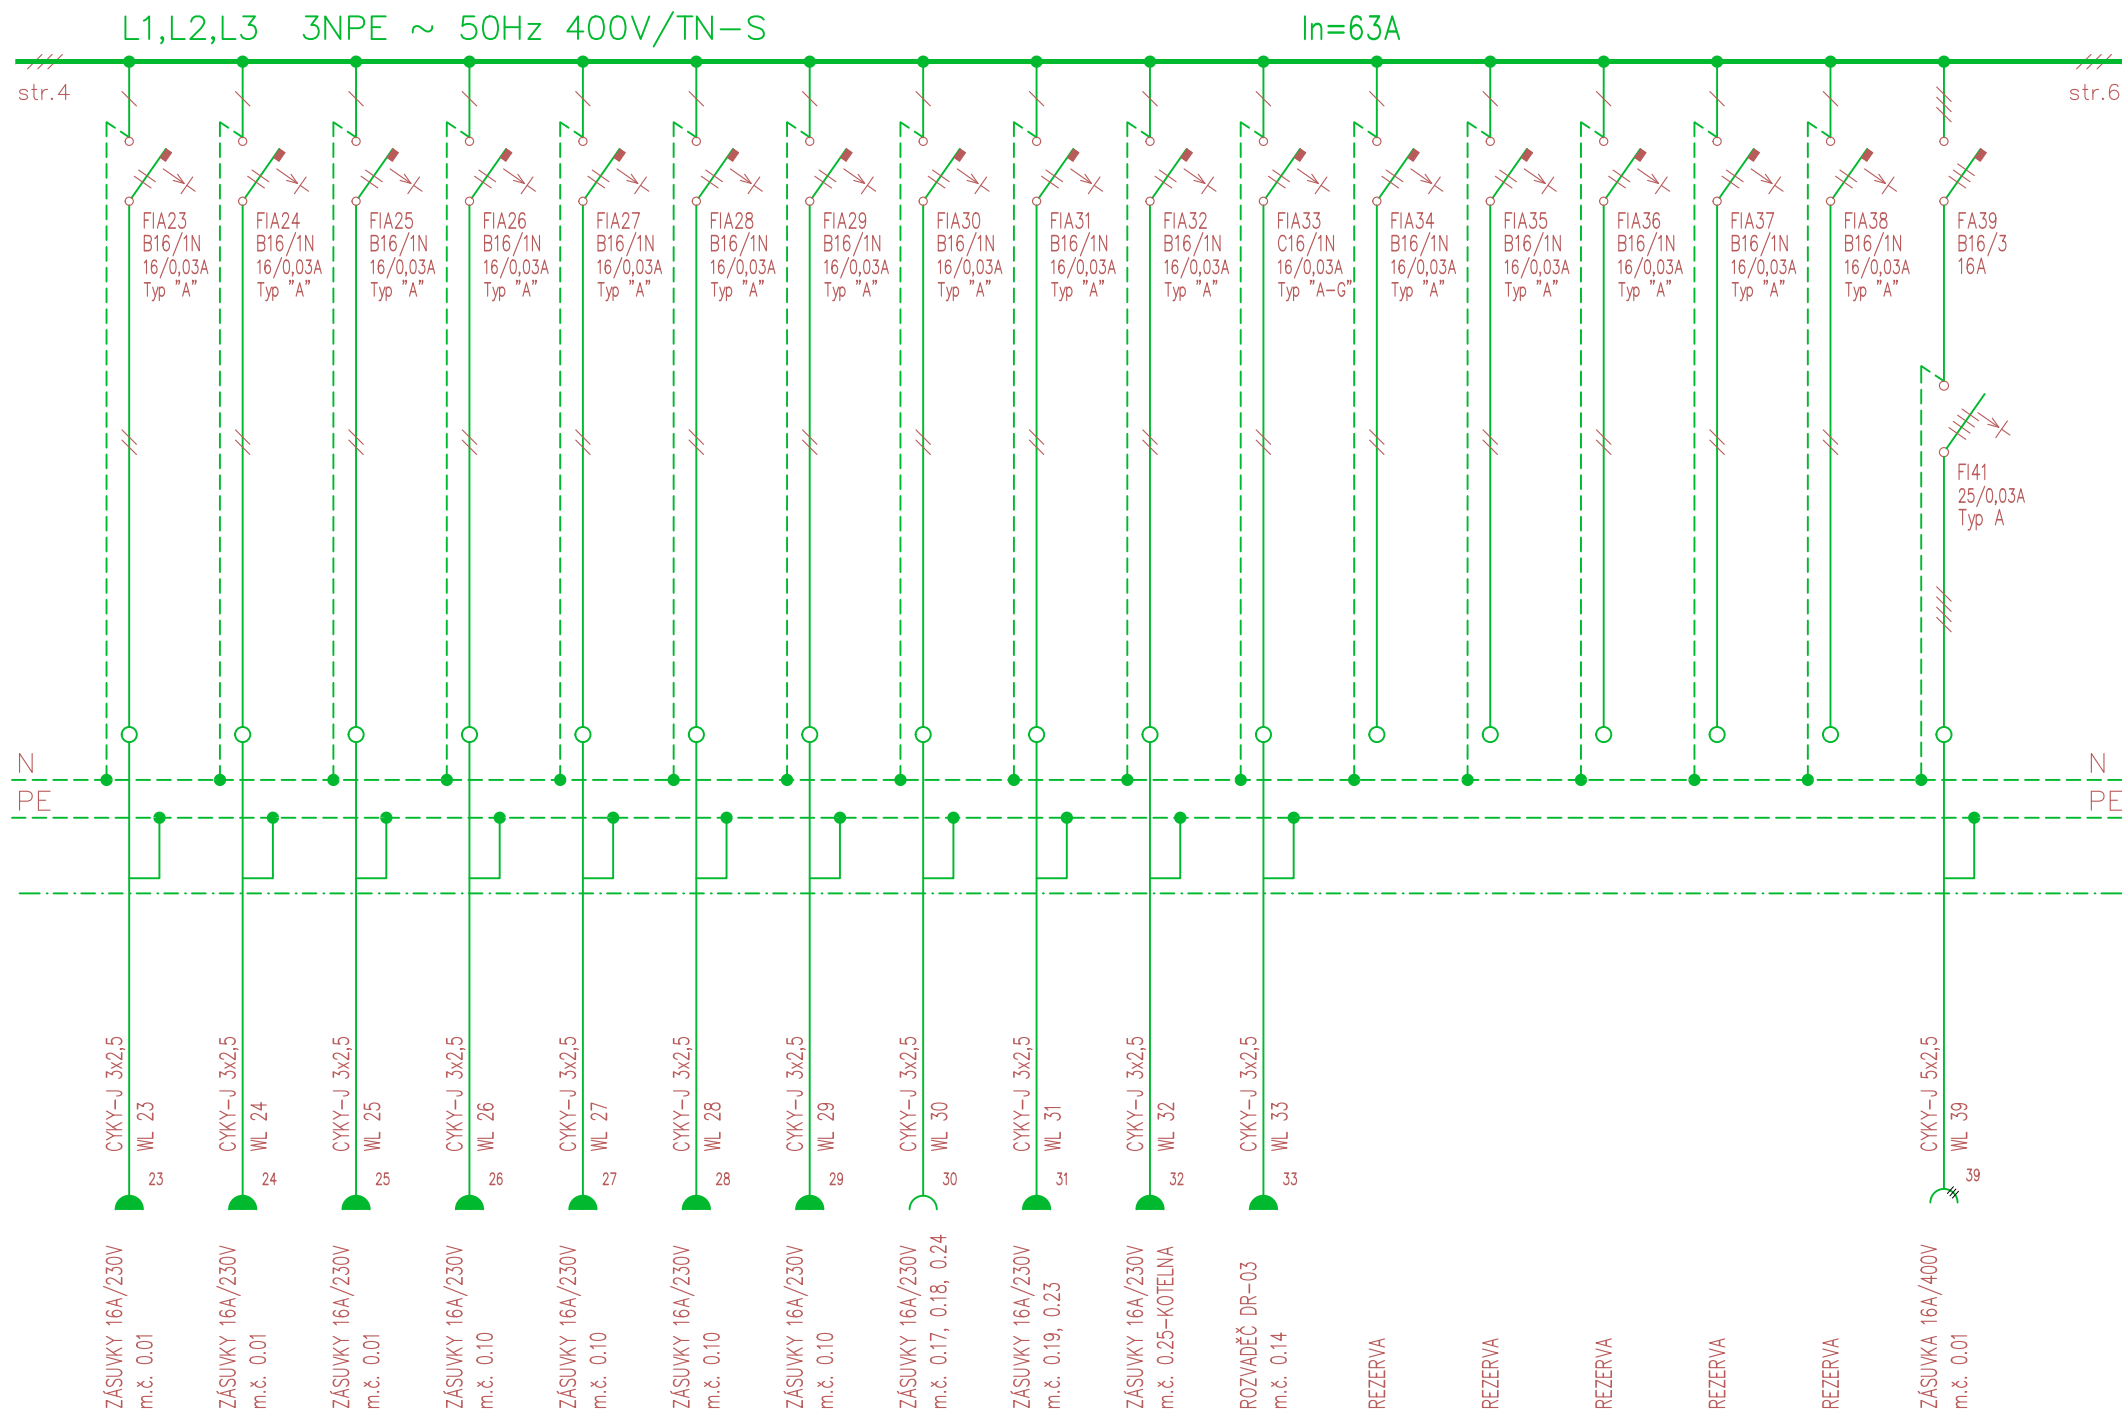 L1,L2,L3 3NPE ~ 50Hz 400V/TN-S
In=63A
str.4
str.6
FIA23
B16/1N
16/0,03A
Typ "A"
FIA24
B16/1N
16/0,03A
Typ "A"
FIA25
B16/1N
16/0,03A
Typ "A"
FIA26
B16/1N
16/0,03A
Typ "A"
FIA27
B16/1N
16/0,03A
Typ "A"
FIA28
B16/1N
16/0,03A
Typ "A"
FIA29
B16/1N
16/0,03A
Typ "A"
FIA30
B16/1N
16/0,03A
Typ "A"
FIA31
B16/1N
16/0,03A
Typ "A"
FIA32
B16/1N
16/0,03A
Typ "A"
FIA33
C16/1N
16/0,03A
Typ "A-G"
FIA34
B16/1N
16/0,03A
Typ "A"
FIA35
B16/1N
16/0,03A
Typ "A"
FIA36
B16/1N
16/0,03A
Typ "A"
FIA37
B16/1N
16/0,03A
Typ "A"
FIA38
B16/1N
16/0,03A
Typ "A"
FA39
B16/3
16A
FI41
25/0,03A
Typ A
N
N
PE
PE
CYKY-J 3x2,5
WL 23
23
CYKY-J 3x2,5
WL 24
24
CYKY-J 3x2,5
WL 25
25
CYKY-J 3x2,5
WL 26
26
CYKY-J 3x2,5
WL 27
27
CYKY-J 3x2,5
WL 28
28
CYKY-J 3x2,5
WL 29
29
CYKY-J 3x2,5
WL 30
30
CYKY-J 3x2,5
WL 31
31
CYKY-J 3x2,5
WL 32
32
CYKY-J 3x2,5
WL 33
33
CYKY-J 5x2,5
WL 39
39
ZÁSUVKY 16A/230V
m.č. 0.01
ZÁSUVKY 16A/230V
m.č. 0.01
ZÁSUVKY 16A/230V
m.č. 0.01
ZÁSUVKY 16A/230V
m.č. 0.10
ZÁSUVKY 16A/230V
m.č. 0.10
ZÁSUVKY 16A/230V
m.č. 0.10
ZÁSUVKY 16A/230V
m.č. 0.10
ZÁSUVKY 16A/230V
m.č. 0.17, 0.18, 0.24
ZÁSUVKY 16A/230V
m.č. 0.19, 0.23
ZÁSUVKY 16A/230V
m.č. 0.25-KOTELNA
ROZVADĚČ DR-03
m.č. 0.14
REZERVA
REZERVA
REZERVA
REZERVA
REZERVA
ZÁSUVKA 16A/400V
m.č. 0.01